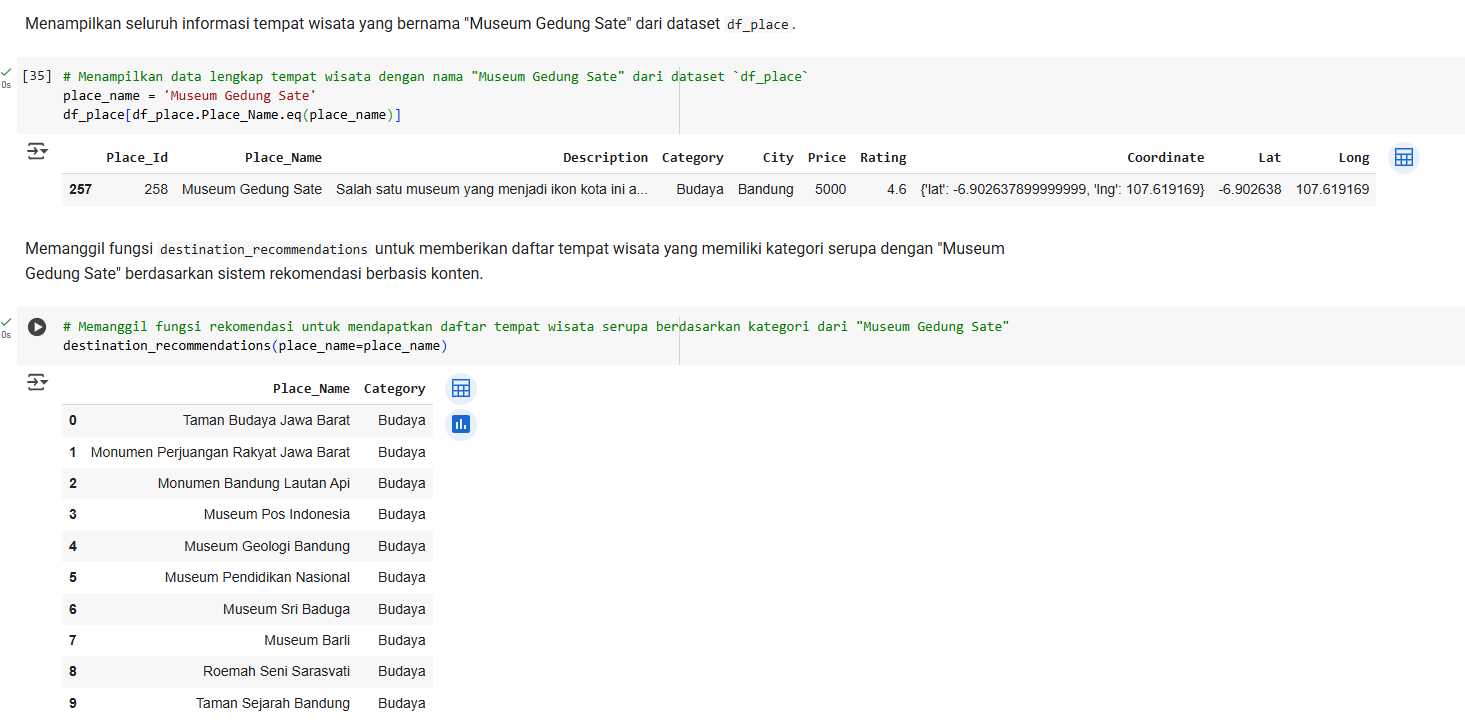 Menampilkan seluruh informasi tempat wisata yang bernama "Museum Gedung Sate" dari dataset df_place.
0s
[35] # Menampilkan data lengkap tempat wisata dengan nama "Museum Gedung Sate" dari dataset `df_place`
place_name = 'Museum Gedung Sate'
df_place[df_place.Place_Name.eq(place_name)]
Place_Id Place_Name Description Category City Price Rating Coordinate Lat Long
257 258 Museum Gedung Sate Salah satu museum yang menjadi ikon kota ini a... Budaya Bandung 5000 4.6 {'lat': -6.902637899999999, 'lng': 107.619169} -6.902638 107.619169
Memanggil fungsi destination_recommendations untuk memberikan daftar tempat wisata yang memiliki kategori serupa dengan "Museum
Gedung Sate" berdasarkan sistem rekomendasi berbasis konten.
0s
# Memanggil fungsi rekomendasi untuk mendapatkan daftar tempat wisata serupa berdasarkan kategori dari "Museum Gedung Sate"
destination_recommendations(place_name=place_name)
Place_Name Category
0 Taman Budaya Jawa Barat Budaya
1 Monumen Perjuangan Rakyat Jawa Barat Budaya
2 Monumen Bandung Lautan Api Budaya
3 Museum Pos Indonesia Budaya
4 Museum Geologi Bandung Budaya
5 Museum Pendidikan Nasional Budaya
6 Museum Sri Baduga Budaya
7 Museum Barli Budaya
8 Roemah Seni Sarasvati Budaya
9 Taman Sejarah Bandung Budaya